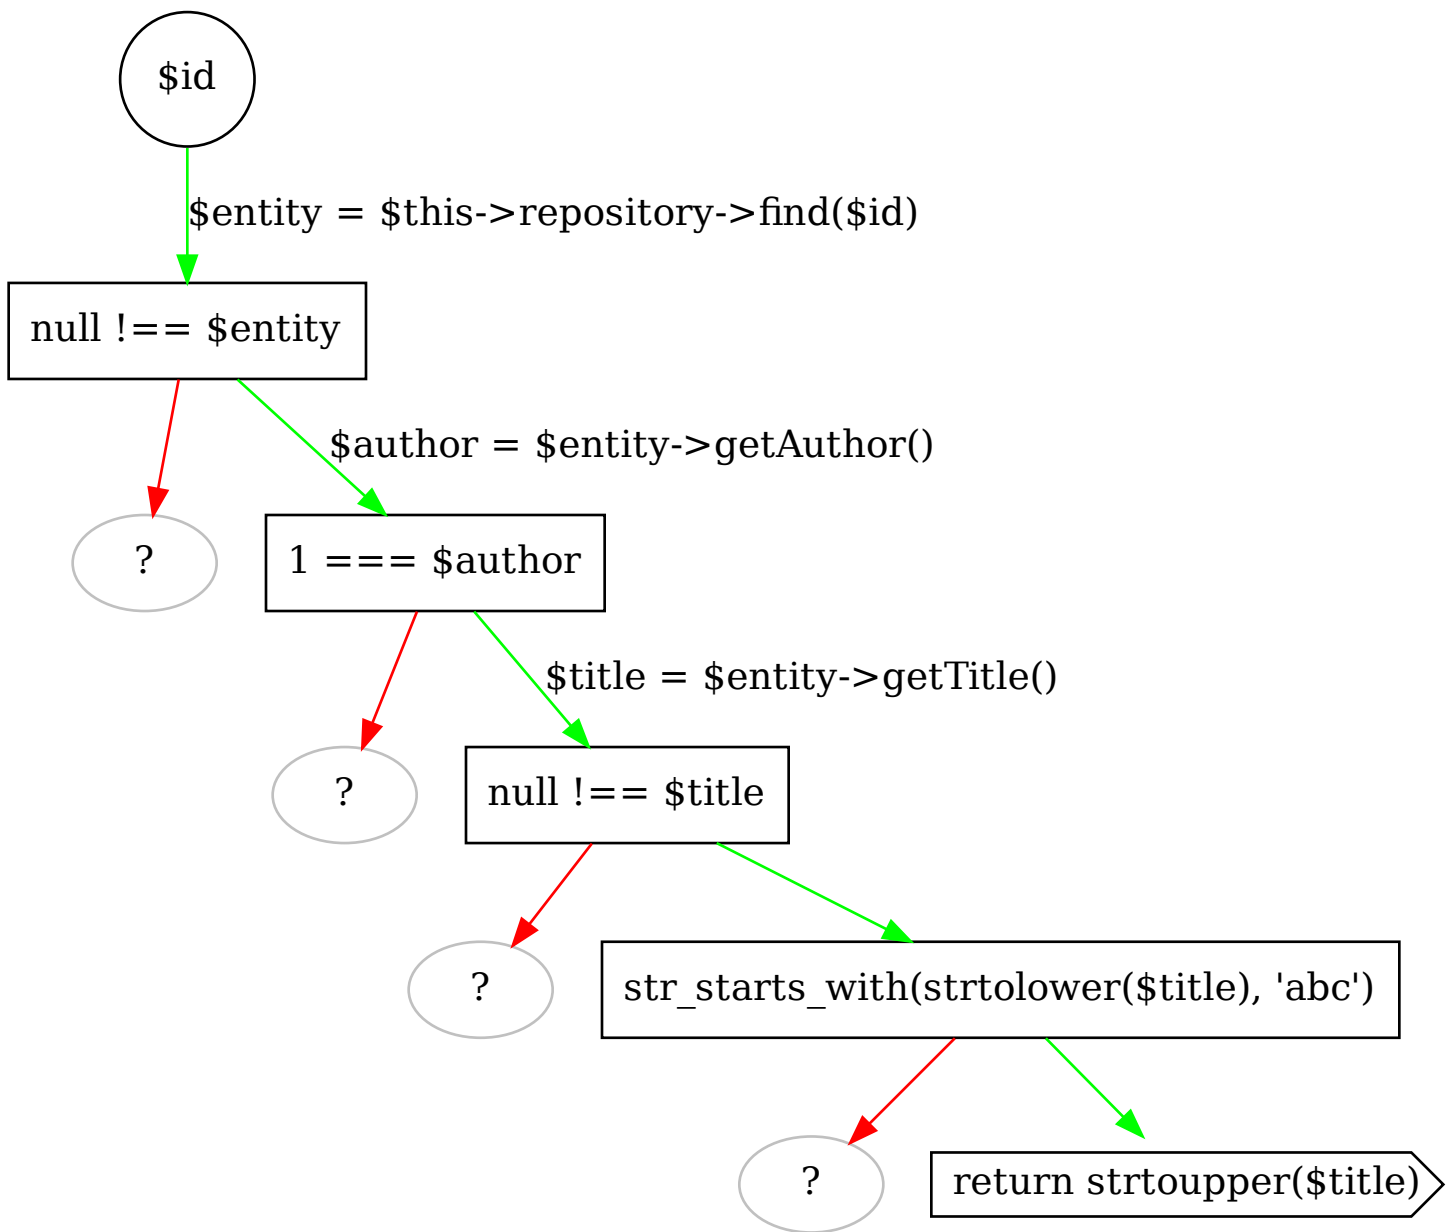 $id
$entity = $this->repository->find($id)
null !== $entity
$author = $entity->getAuthor()
?
1 === $author
$title = $entity->getTitle()
?
null !== $title
?
str_starts_with(strtolower($title), 'abc')
?
return strtoupper($title)